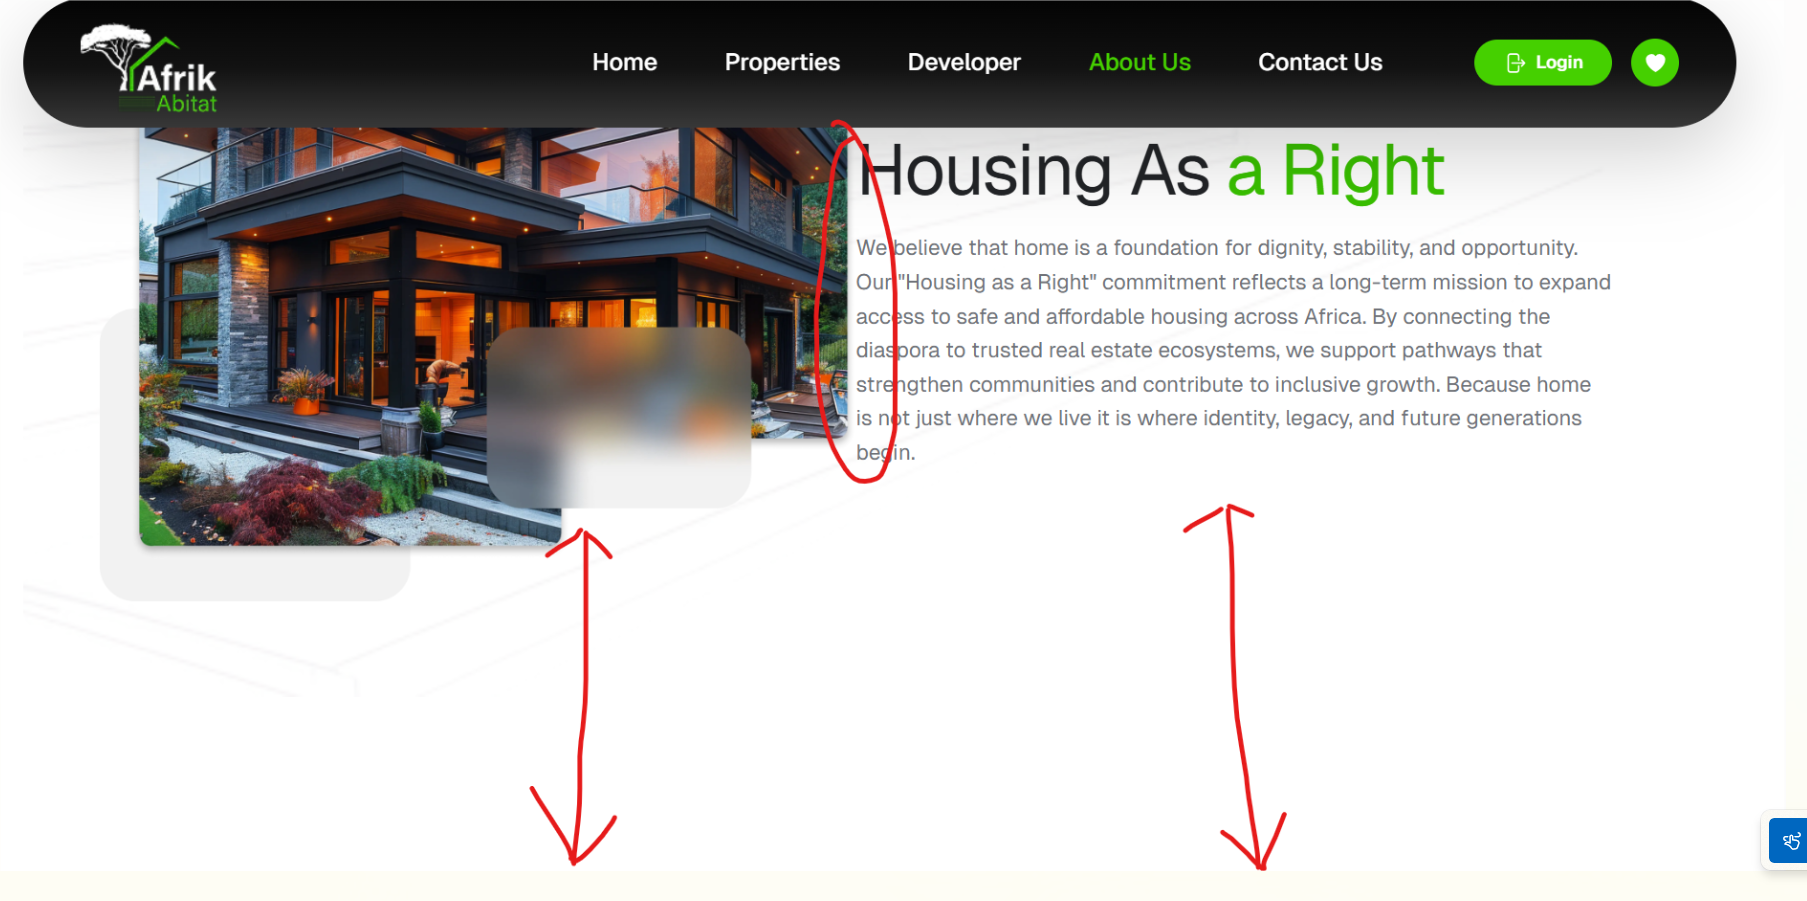 Afrik
Abitat
Home
Properties
Developer
About Us
Contact Us
Login
Housing As a Right
We believe that home is a foundation for dignity, stability, and opportunity.
Our "Housing as a Right" commitment reflects a long-term mission to expand
access to safe and affordable housing across Africa. By connecting the
diaspora to trusted real estate ecosystems, we support pathways that
strengthen communities and contribute to inclusive growth. Because home
is not just where we live it is where identity, legacy, and future generations
begin.